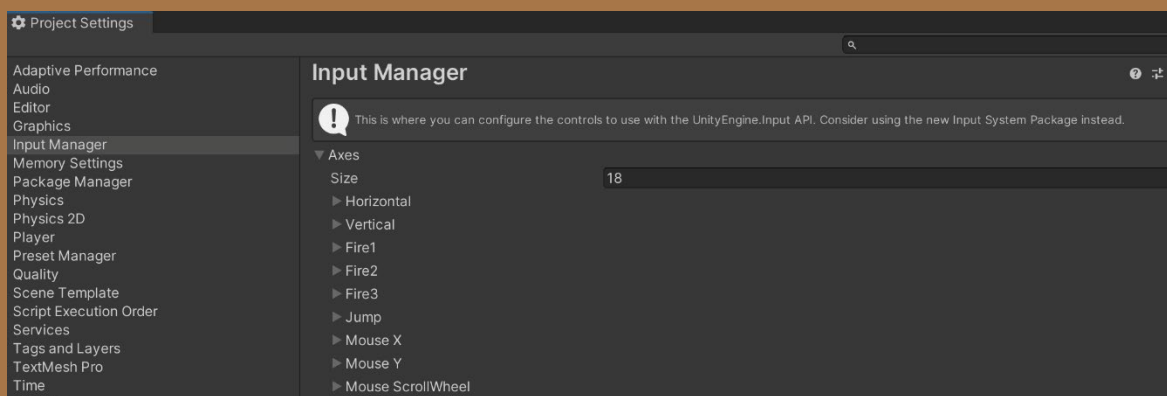 Project Settings
Adaptive Performance
Audio
Editor
Graphics
Input Manager
Memory Settings
Package Manager
Physics
Physics 2D
Player
Preset Manager
Quality
Scene Template
Script Execution Order
Services
Tags and Layers
TextMesh Pro
Time
Input Manager
This is where you can configure the controls to use with the UnityEngine.Input API. Consider using the new Input System Package instead.
Axes
Size 18
Horizontal
Vertical
Fire1
Fire2
Fire3
Jump
Mouse X
Mouse Y
Mouse ScrollWheel